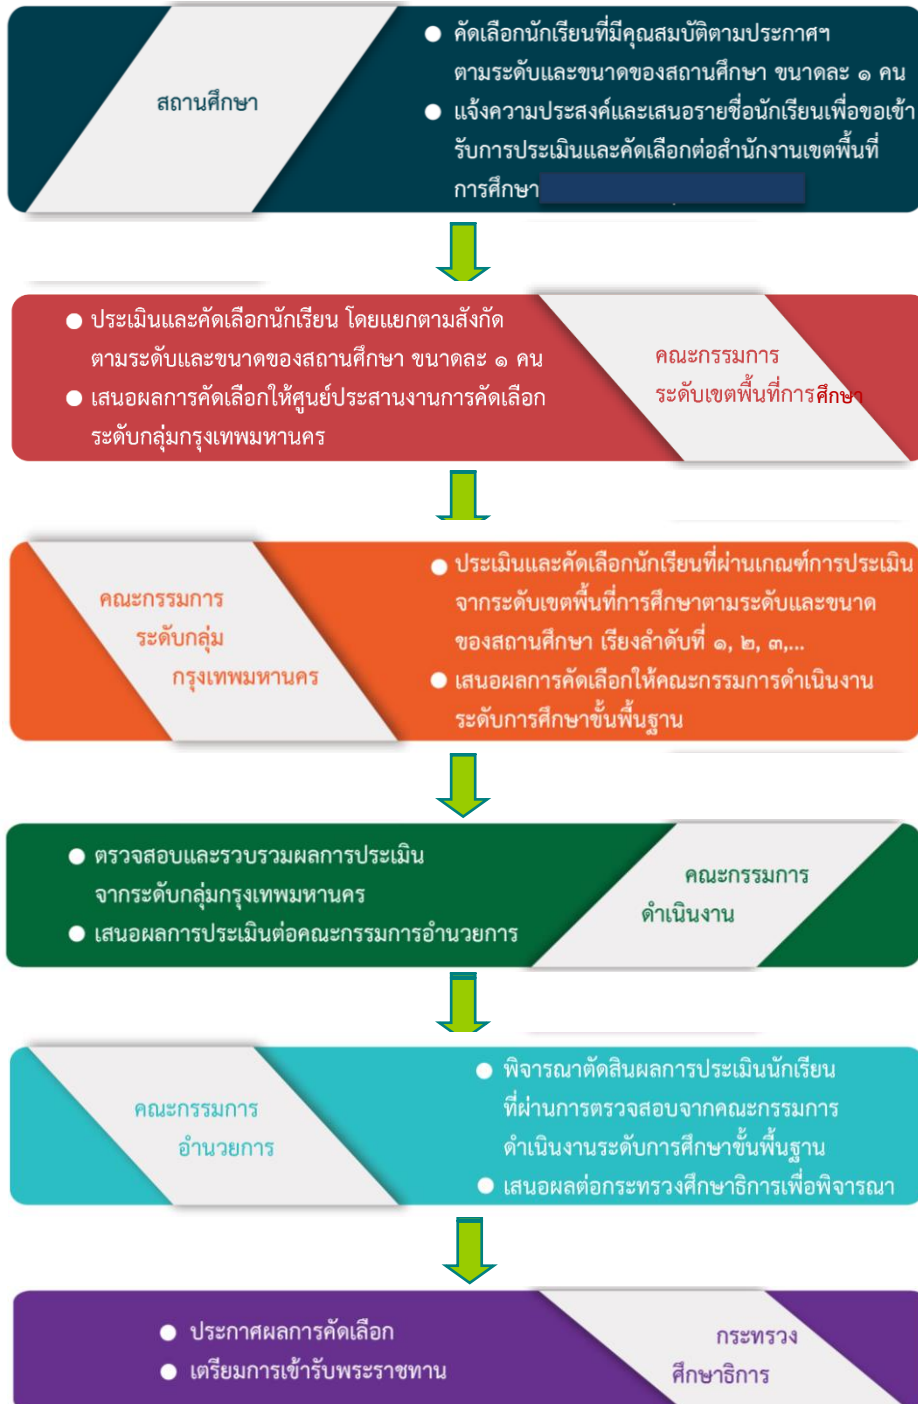 สถานศึกษา
● คัดเลือกนักเรียนที่มีคุณสมบัติตามประกาศฯ
ตามระดับและขนาดของสถานศึกษา ขนาดละ ๑ คน
● แจ้งความประสงค์และเสนอรายชื่อนักเรียนเพื่อขอเข้า
รับการประเมินและคัดเลือกต่อสำนักงานเขตพื้นที่
การศึกษา
● ประเมินและคัดเลือกนักเรียน โดยแยกตามสังกัด
ตามระดับและขนาดของสถานศึกษา ขนาดละ ๑ คน
● เสนอผลการคัดเลือกให้ศูนย์ประสานงานการคัดเลือก
ระดับกลุ่มกรุงเทพมหานคร
คณะกรรมการ
ระดับเขตพื้นที่การศึกษา
คณะกรรมการ
ระดับกลุ่ม
กรุงเทพมหานคร
● ประเมินและคัดเลือกนักเรียนที่ผ่านเกณฑ์การประเมิน
จากระดับเขตพื้นที่การศึกษาตามระดับและขนาด
ของสถานศึกษา เรียงลำดับที่ ๑, ๒, ๓,...
● เสนอผลการคัดเลือกให้คณะกรรมการดำเนินงาน
ระดับการศึกษาขั้นพื้นฐาน
● ตรวจสอบและรวบรวมผลการประเมิน
จากระดับกลุ่มกรุงเทพมหานคร
● เสนอผลการประเมินต่อคณะกรรมการอำนวยการ
คณะกรรมการ
ดำเนินงาน
คณะกรรมการ
อำนวยการ
● พิจารณาตัดสินผลการประเมินนักเรียน
ที่ผ่านการตรวจสอบจากคณะกรรมการ
ดำเนินงานระดับการศึกษาขั้นพื้นฐาน
● เสนอผลต่อกระทรวงศึกษาธิการเพื่อพิจารณา
● ประกาศผลการคัดเลือก
● เตรียมการเข้ารับพระราชทาน
กระทรวง
ศึกษาธิการ